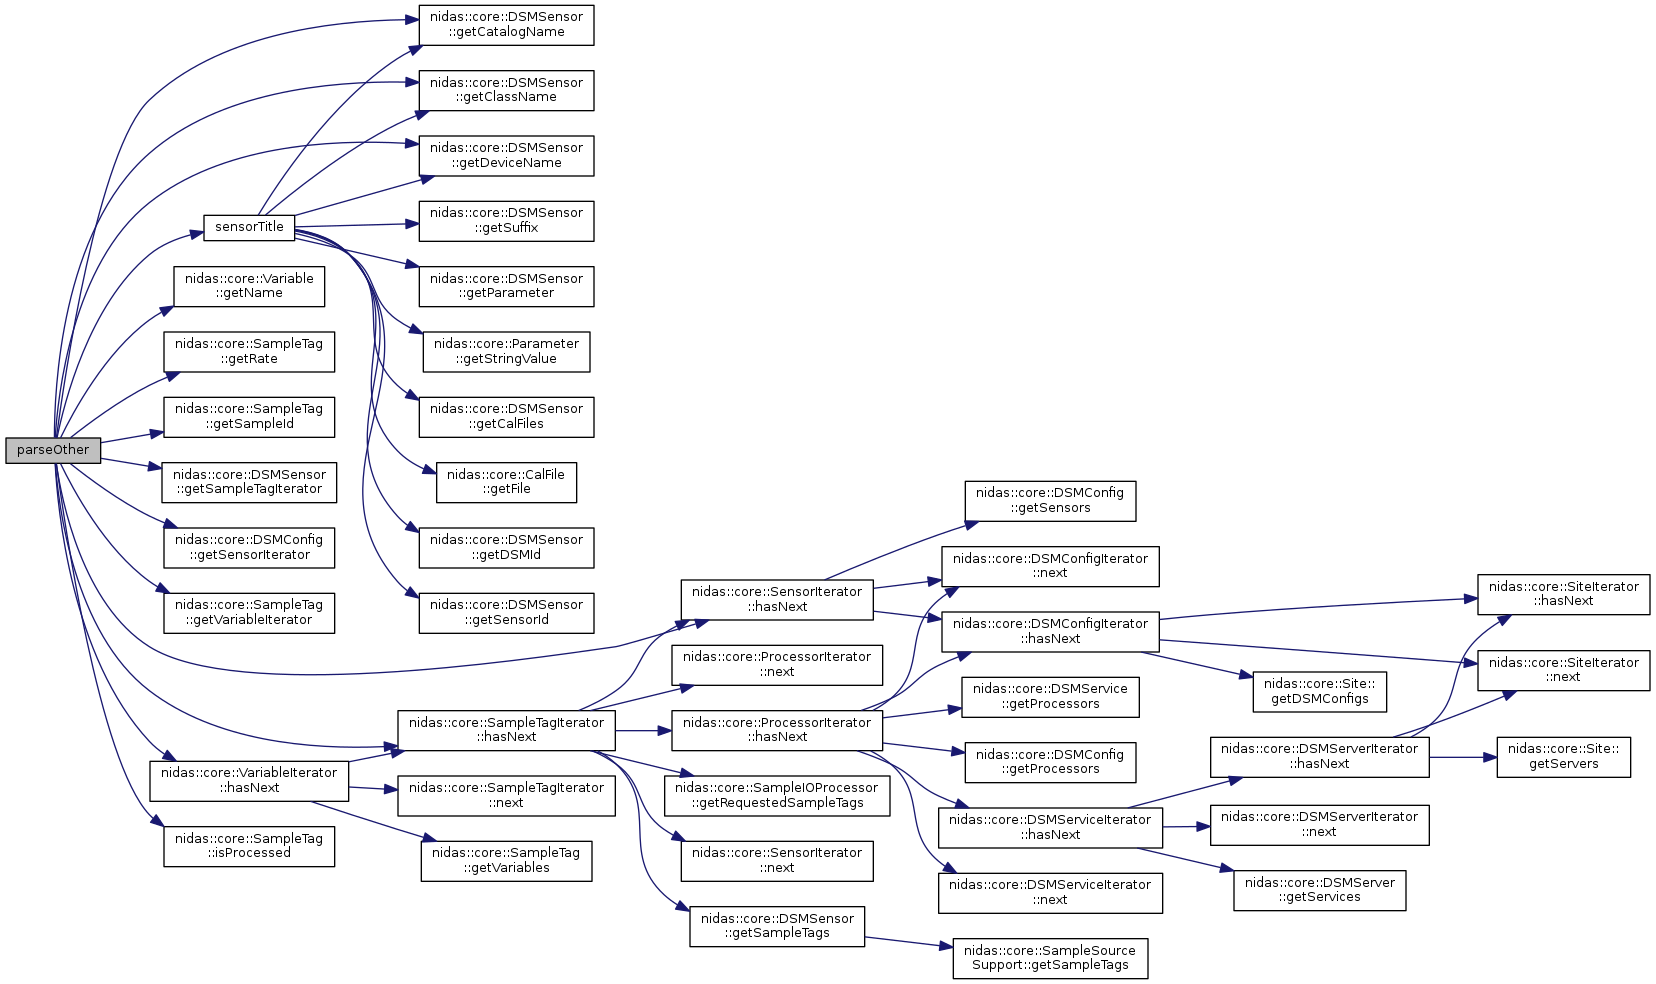 parseOther
nidas::core::DSMSensor
::getCatalogName
nidas::core::DSMSensor
::getClassName
nidas::core::DSMSensor
::getDeviceName
sensorTitle
nidas::core::DSMSensor
::getSuffix
nidas::core::DSMSensor
::getParameter
nidas::core::Parameter
::getStringValue
nidas::core::DSMSensor
::getCalFiles
nidas::core::CalFile
::getFile
nidas::core::DSMSensor
::getDSMId
nidas::core::DSMSensor
::getSensorId
nidas::core::Variable
::getName
nidas::core::SampleTag
::getRate
nidas::core::SampleTag
::getSampleId
nidas::core::DSMSensor
::getSampleTagIterator
nidas::core::DSMConfig
::getSensorIterator
nidas::core::SampleTag
::getVariableIterator
nidas::core::VariableIterator
::hasNext
nidas::core::SampleTag
::isProcessed
nidas::core::SampleTagIterator
::hasNext
nidas::core::SampleTagIterator
::next
nidas::core::SampleTag
::getVariables
nidas::core::SensorIterator
::hasNext
nidas::core::ProcessorIterator
::next
nidas::core::ProcessorIterator
::hasNext
nidas::core::SampleIOProcessor
::getRequestedSampleTags
nidas::core::SensorIterator
::next
nidas::core::DSMSensor
::getSampleTags
nidas::core::DSMConfig
::getSensors
nidas::core::DSMConfigIterator
::next
nidas::core::DSMConfigIterator
::hasNext
nidas::core::DSMService
::getProcessors
nidas::core::DSMConfig
::getProcessors
nidas::core::DSMServiceIterator
::hasNext
nidas::core::DSMServiceIterator
::next
nidas::core::SampleSource
Support::getSampleTags
nidas::core::Site::
getDSMConfigs
nidas::core::DSMServerIterator
::hasNext
nidas::core::DSMServerIterator
::next
nidas::core::DSMServer
::getServices
nidas::core::SiteIterator
::hasNext
nidas::core::SiteIterator
::next
nidas::core::Site::
getServers